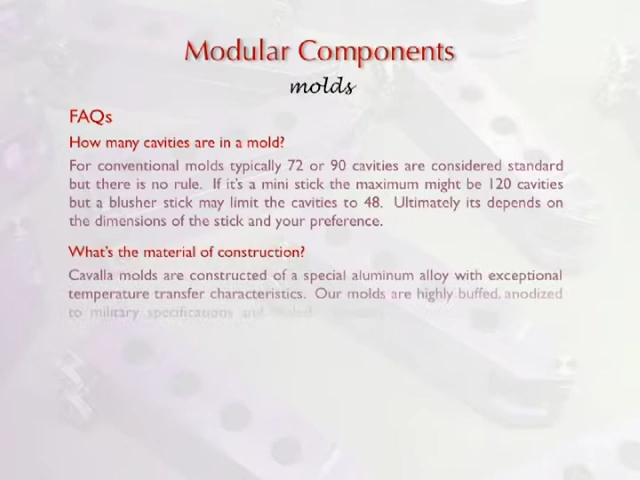 Modular Components
molds
FAQs
How many cavities are in a mold?
For conventional molds typically 72 or 90 cavities are considered standard
but there is no rule. If it's a mini stick the maximum might be 120 cavities
but a blusher stick may limit the cavities to 48. Ultimately its depends on
the dimensions of the stick and your preference.
What's the material of construction?
Cavalla molds are constructed of a special aluminum alloy with exceptional
temperature transfer characteristics. Our molds are highly buffed, anodized
to military specifications and